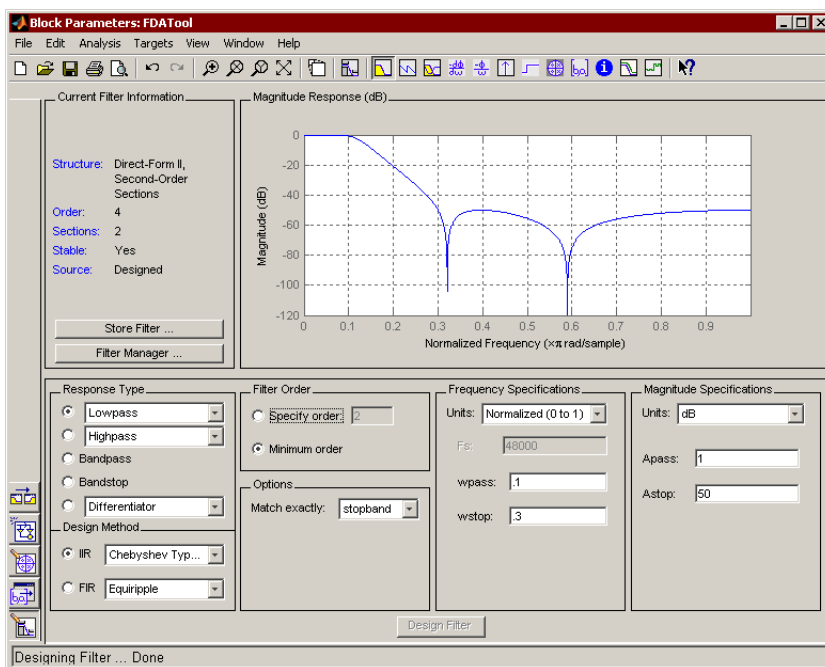 Block Parameters: FDATool
File Edit Analysis Targets View Window Help
Current Filter Information
Structure: Direct-Form II,
Second-Order
Sections
Order: 4
Sections: 2
Stable: Yes
Source: Designed
Store Filter ...
Filter Manager ...
Magnitude Response (dB)
Magnitude (dB)
0
-20
-40
-60
-80
-100
-120
0 0.1 0.2 0.3 0.4 0.5 0.6 0.7 0.8 0.9
Normalized Frequency (×π rad/sample)
Response Type
Lowpass
Highpass
Bandpass
Bandstop
Differentiator
Design Method
IIR Chebyshev Typ...
FIR Equiripple
Filter Order
Specify order: 2
Minimum order
Options
Match exactly: stopband
Frequency Specifications
Units: Normalized (0 to 1)
Fs: 48000
wpass: .1
wstop: .3
Magnitude Specifications
Units: dB
Apass: 1
Astop: 50
Design Filter
Designing Filter ... Done